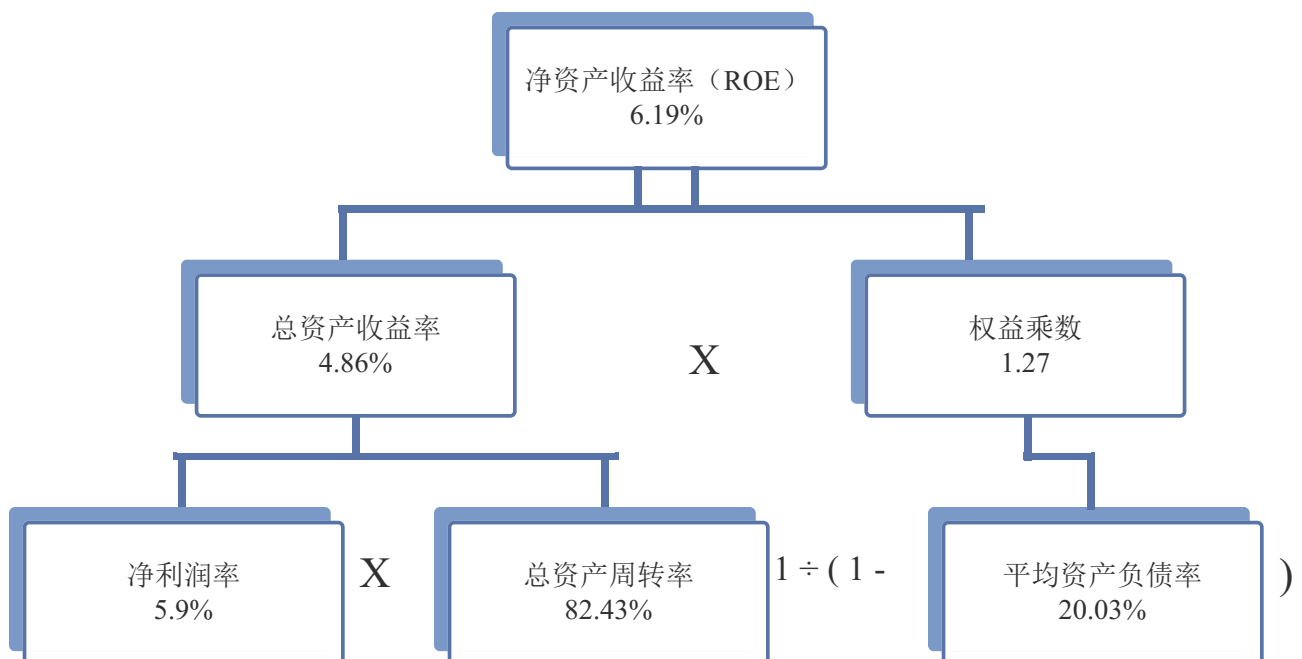 净资产收益率（ROE）
6.19%
总资产收益率
4.86%
X
权益乘数
1.27
净利润率
5.9%
X
总资产周转率
82.43%
1 ÷ ( 1 -
平均资产负债率
20.03%
)